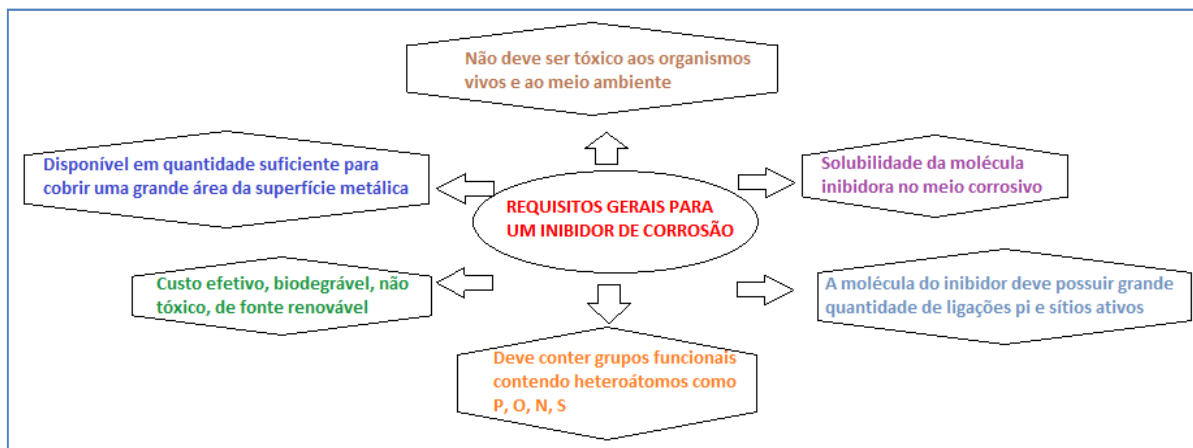 Não deve ser tóxico aos organismos
vivos e ao meio ambiente
Disponível em quantidade suficiente para
cobrir uma grande área da superfície metálica
Solubilidade da molécula
inibidora no meio corrosivo
REQUISITOS GERAIS PARA
UM INIBIDOR DE CORROSÃO
Custo efetivo, biodegrável, não
tóxico, de fonte renovável
A molécula do inibidor deve possuir grande
quantidade de ligações pi e sítios ativos
Deve conter grupos funcionais
contendo heteroátomos como
P, O, N, S